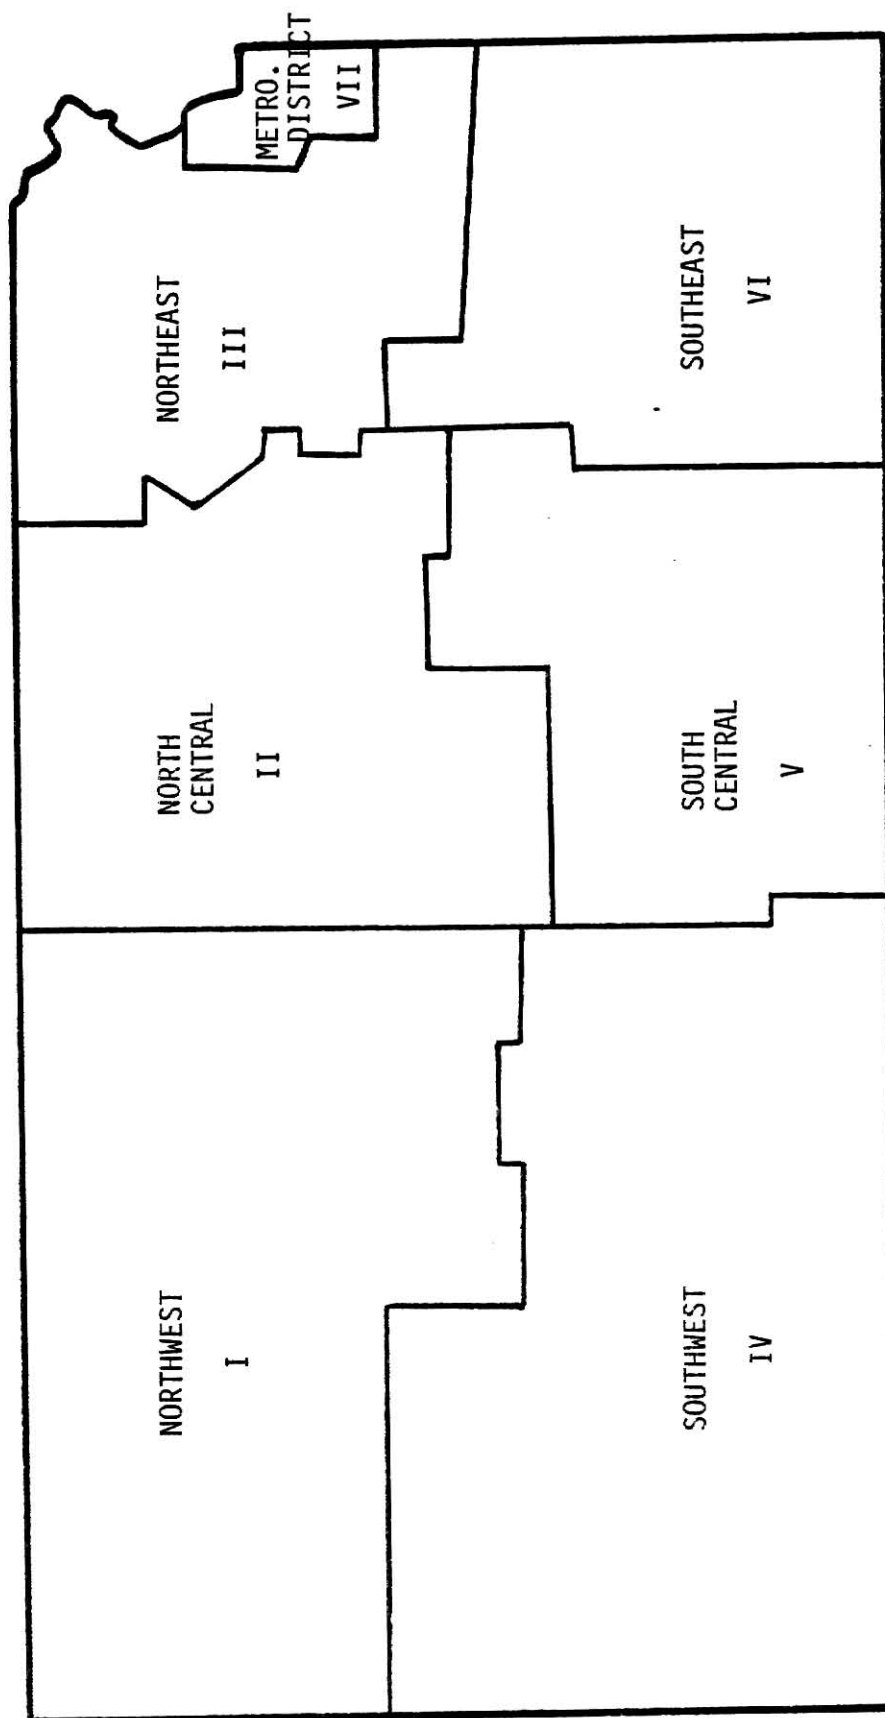 NORTHWEST
I
NORTH
CENTRAL
II
NORTHEAST
III
METRO.
DISTRICT
VII
SOUTHWEST
IV
SOUTH
CENTRAL
V
SOUTHEAST
VI